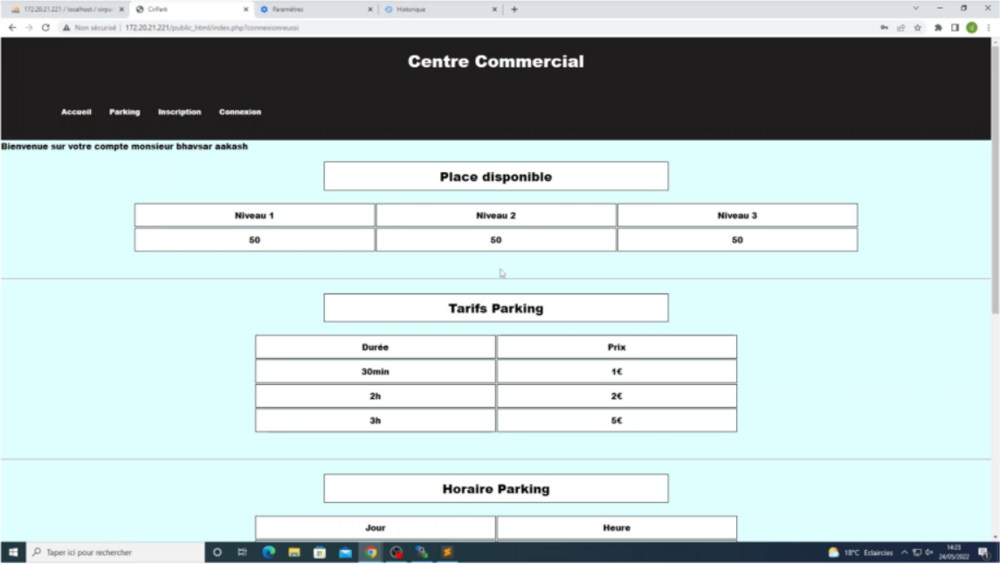 172.20.21.221 / localhost / cirpa
CirPark
Paramètres
Historique
Non sécurisé | 172.20.21.221/public_html/index.php?connexionreussi
Centre Commercial
Accueil Parking Inscription Connexion
Bienvenue sur votre compte monsieur bhavsar aakash
Place disponible
Niveau 1 Niveau 2 Niveau 3
50 50 50
Tarifs Parking
Durée Prix
30min 1€
2h 2€
3h 5€
Horaire Parking
Jour Heure
Taper ici pour rechercher
18°C Eclaircies
14:23
24/05/2022